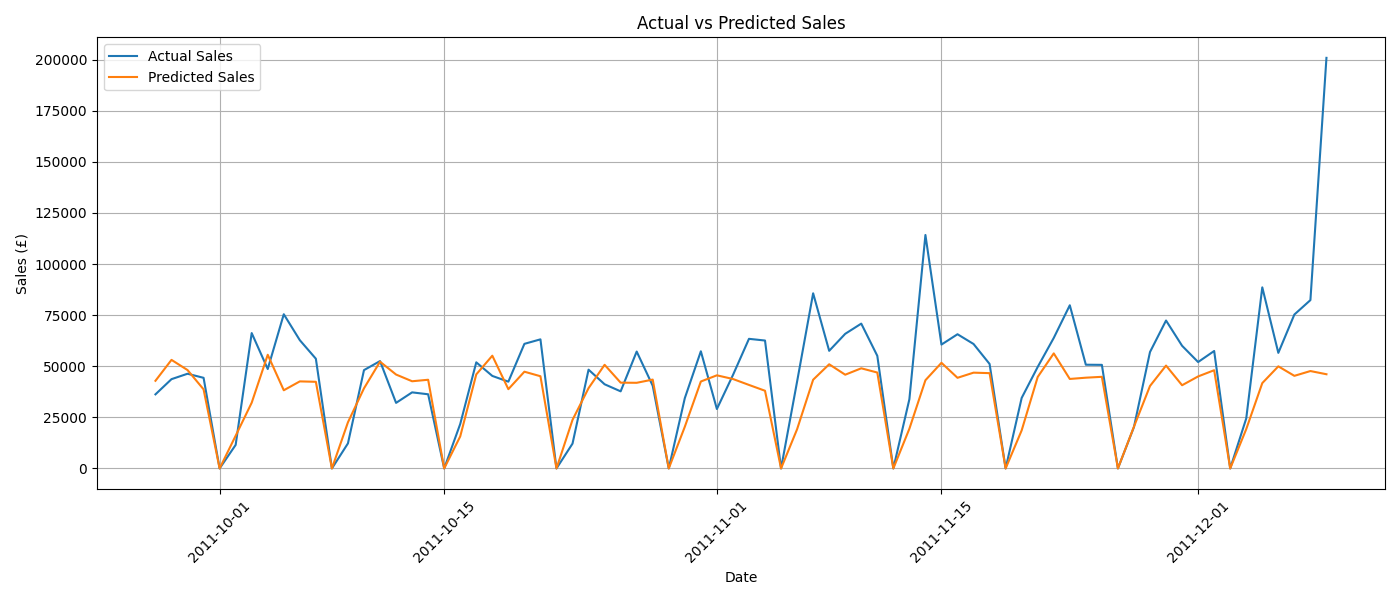 Actual vs Predicted Sales
Actual Sales
Predicted Sales
200000
175000
150000
125000
100000
75000
50000
25000
0
Sales (£)
2011-10-01
2011-10-15
2011-11-01
2011-11-15
2011-12-01
Date